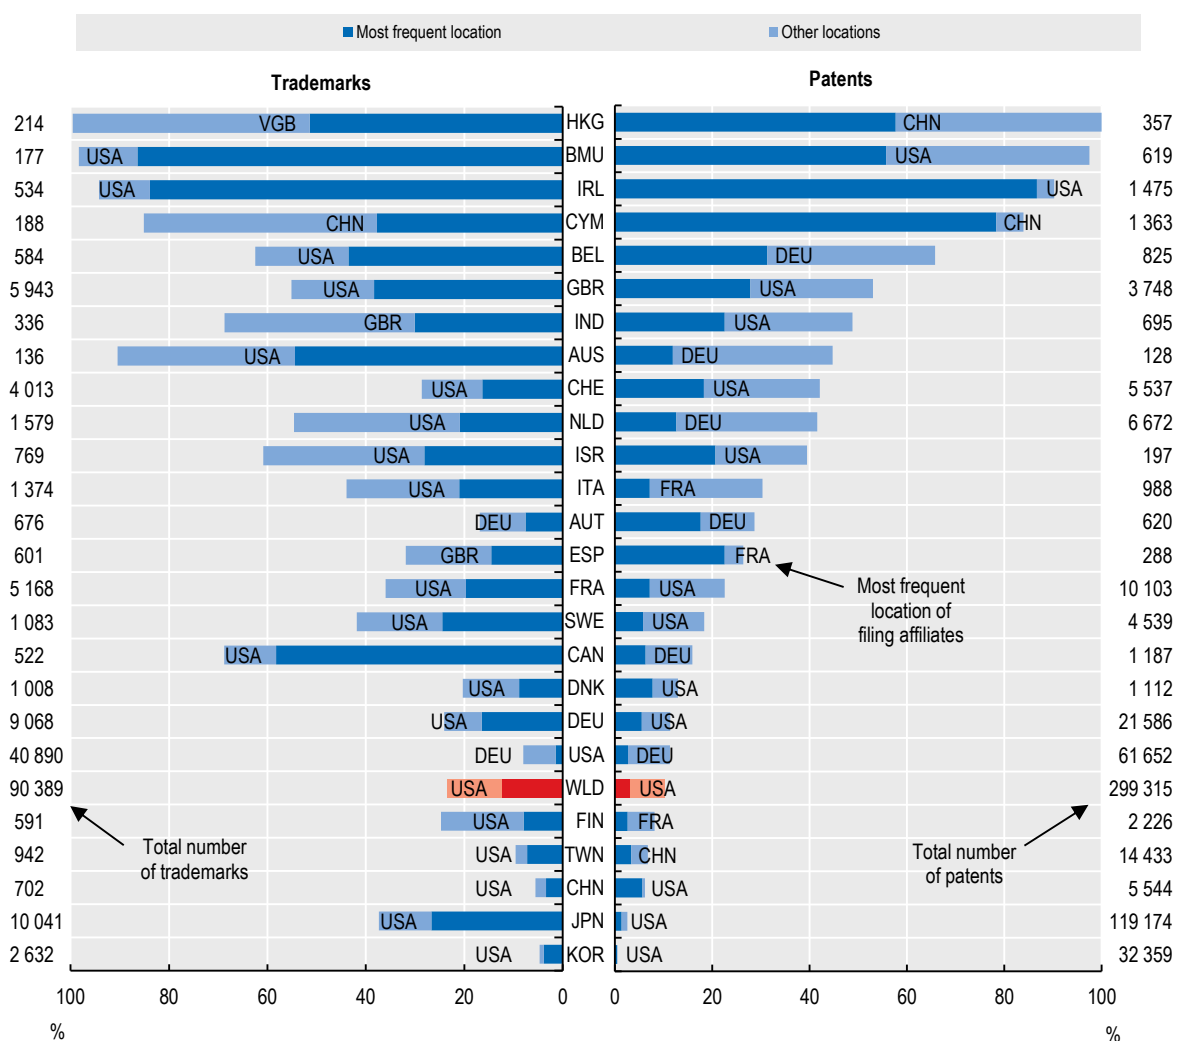 Most frequent location Other locations
Trademarks Patents
214 VGB HKG CHN 357
177 USA BMU USA 619
534 USA IRL USA 1 475
188 CHN CYM CHN 1 363
584 USA BEL DEU 825
5 943 USA GBR USA 3 748
336 GBR IND USA 695
136 USA AUS DEU 128
4 013 USA CHE USA 5 537
1 579 USA NLD DEU 6 672
769 USA ISR USA 197
1 374 USA ITA FRA 988
676 DEU AUT DEU 620
601 GBR ESP FRA 288
5 168 USA FRA USA 10 103
1 083 USA SWE USA 4 539
522 USA CAN DEU 1 187
1 008 USA DNK USA 1 112
9 068 USA DEU USA 21 586
40 890 DEU USA DEU 61 652
90 389 USA WLD USA 299 315
591 USA FIN FRA 2 226
942 USA TWN CHN 14 433
702 USA CHN USA 5 544
10 041 USA JPN USA 119 174
2 632 USA KOR USA 32 359
Most frequent
location of
filing affiliates
Total number
of trademarks
Total number
of patents
100 80 60 40 20 0 0 20 40 60 80 100
% %